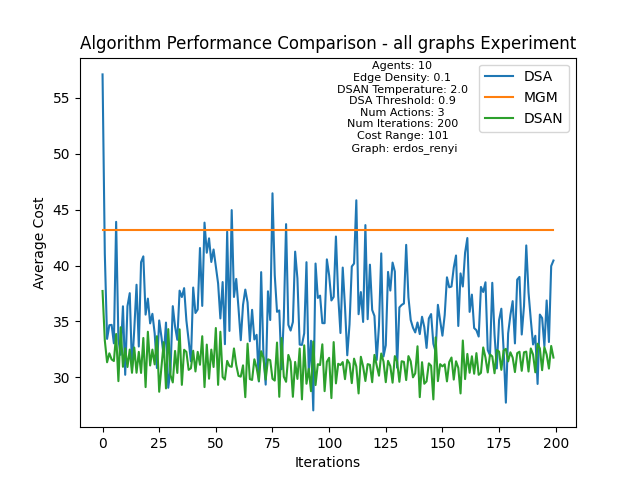 Algorithm Performance Comparison - all graphs Experiment
Agents: 10
Edge Density: 0.1
DSAN Temperature: 2.0
DSA Threshold: 0.9
Num Actions: 3
Num Iterations: 200
Cost Range: 101
Graph: erdos_renyi
DSA
MGM
DSAN
Average Cost
55
50
45
40
35
30
0 25 50 75 100 125 150 175 200
Iterations